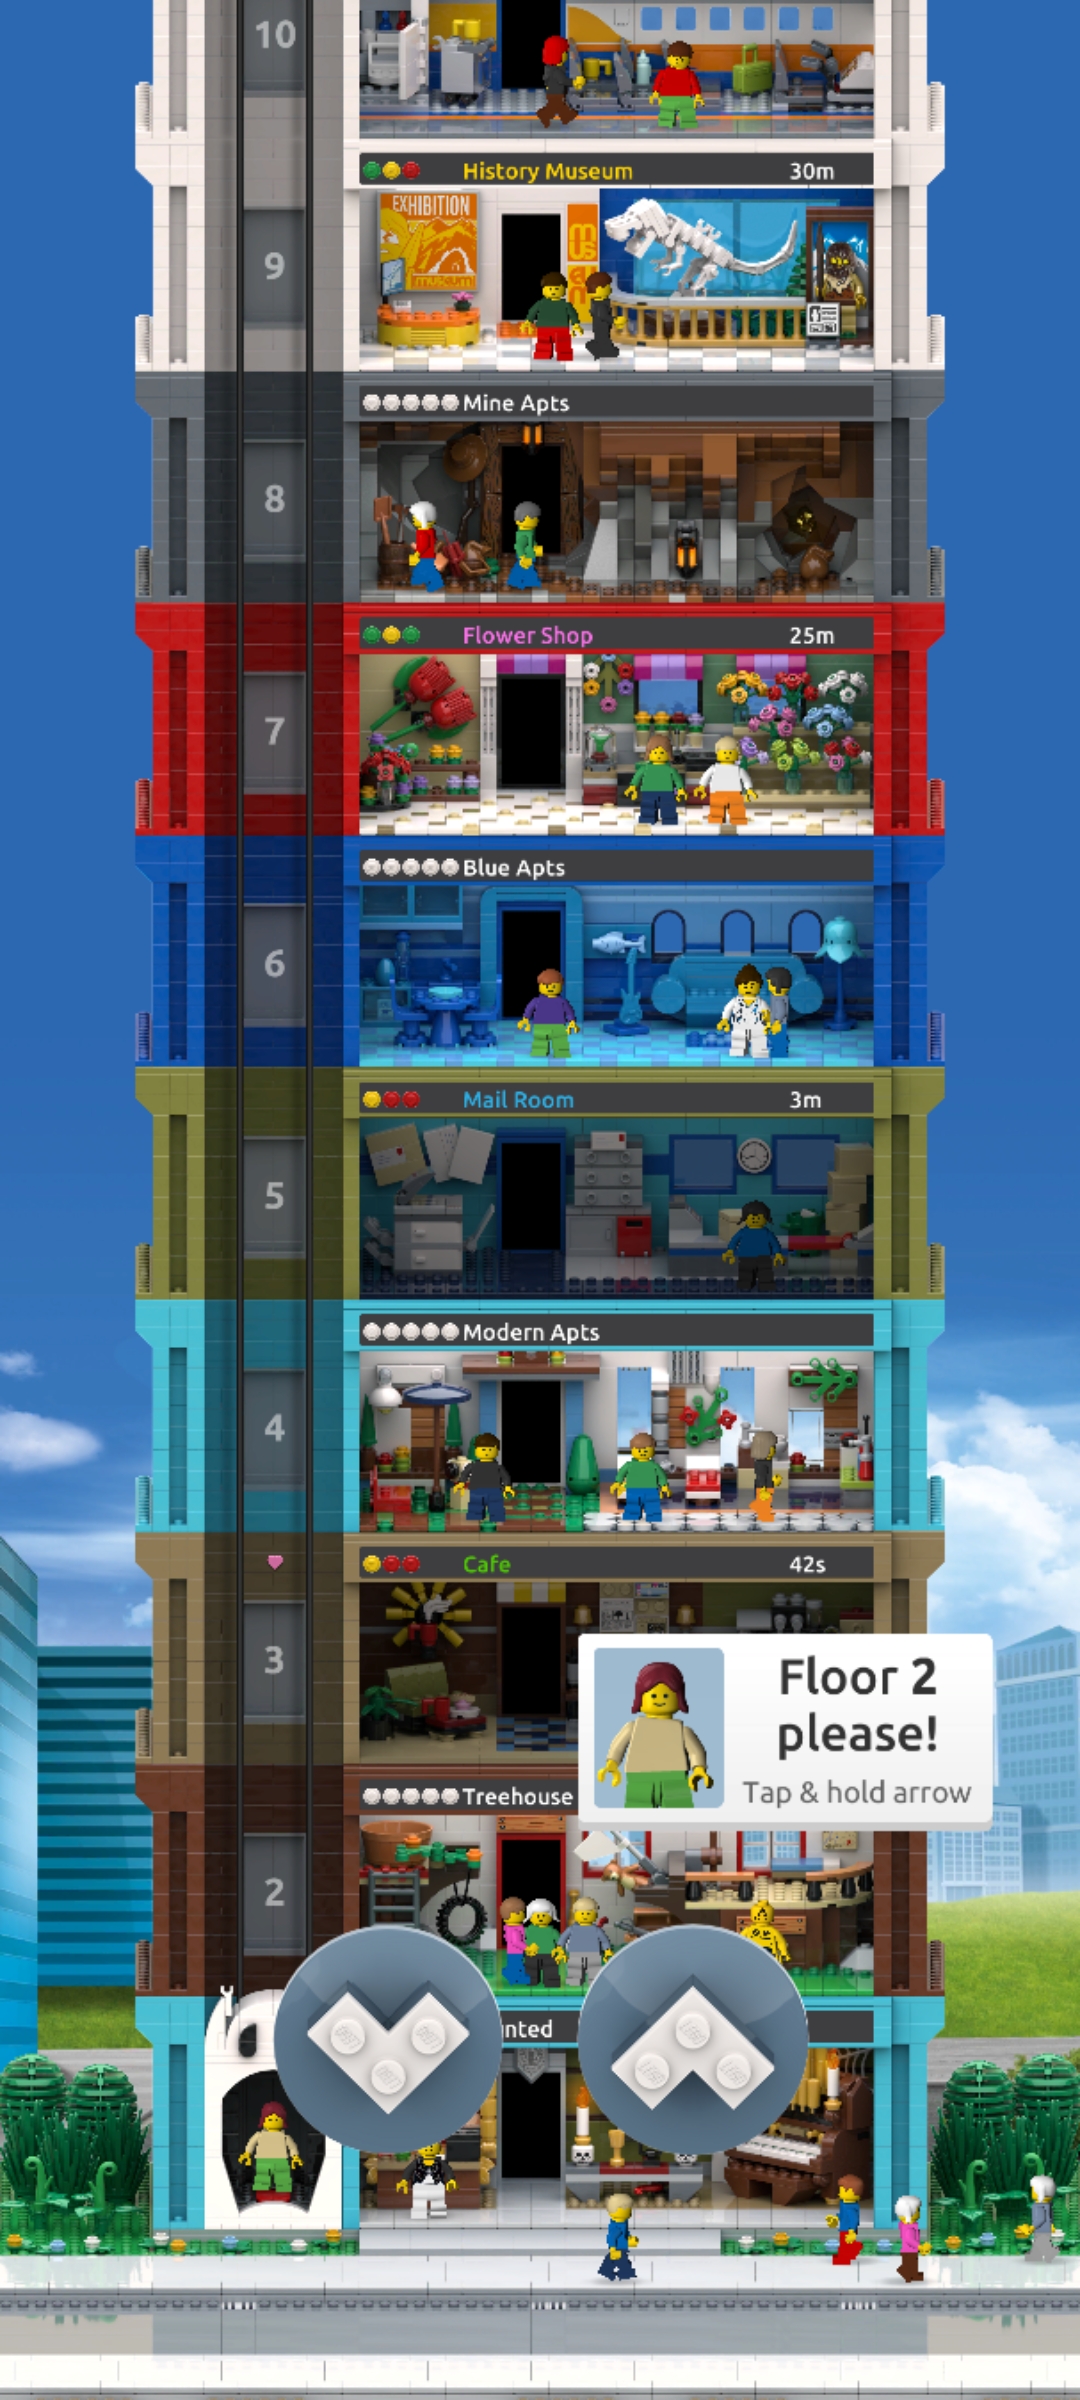 10
History Museum 30m
EXHIBITION
museum
9
Mine Apts
8
Flower Shop 25m
7
Blue Apts
6
Mail Room 3m
5
Modern Apts
4
Cafe 42s
3
Floor 2
please!
Tap & hold arrow
Treehouse
2
nted